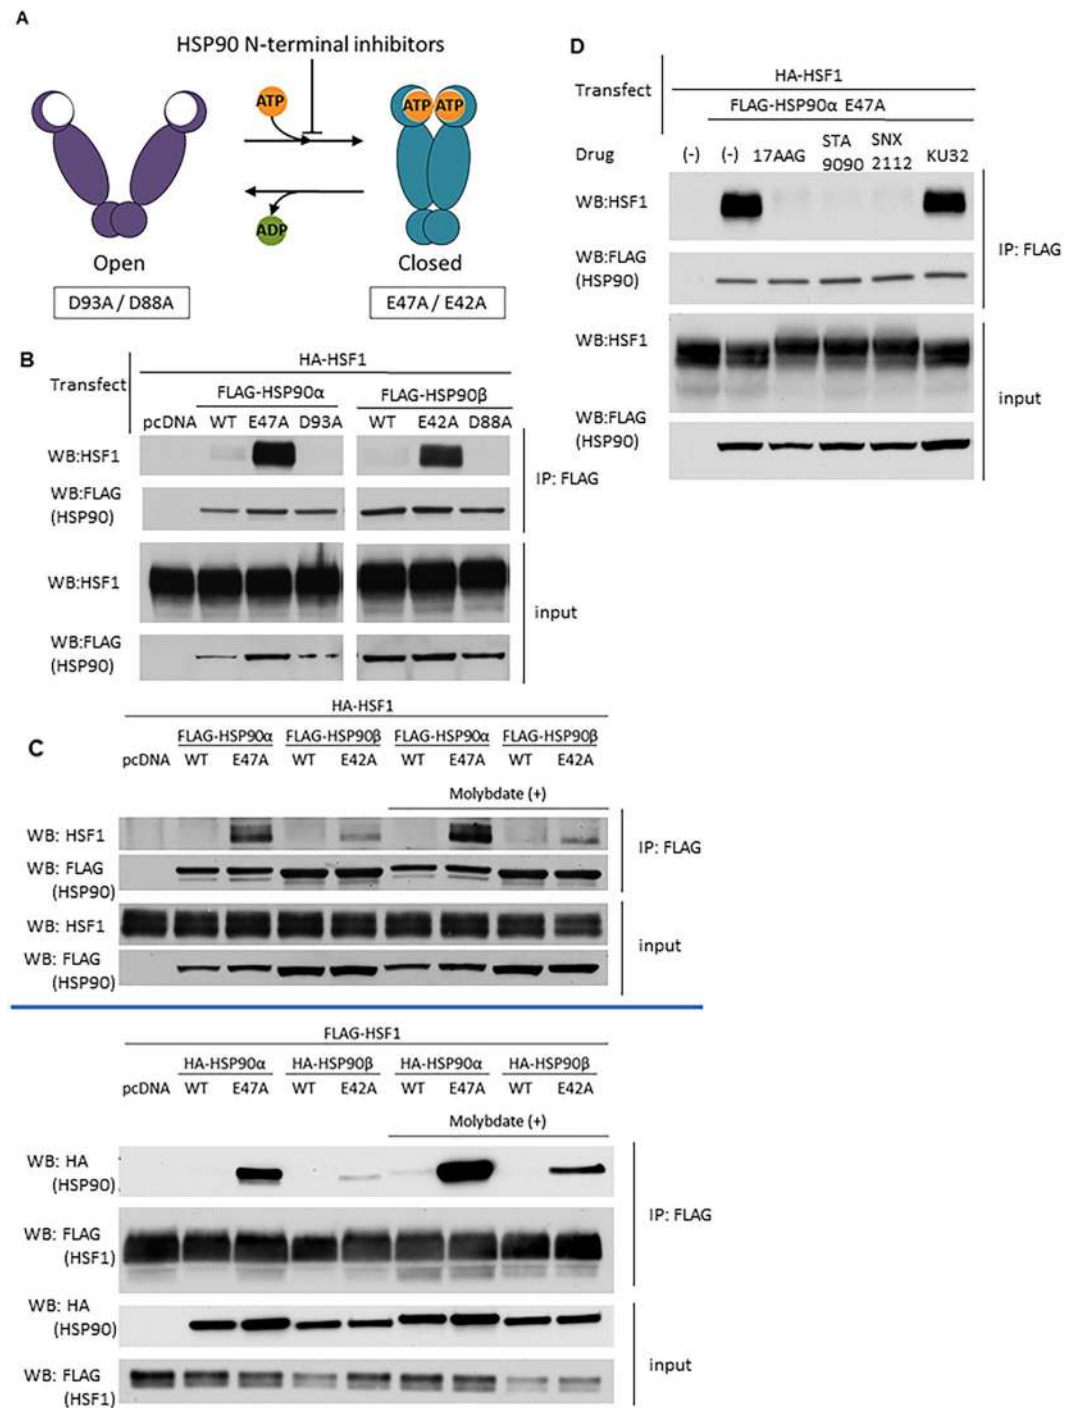 A
HSP90 N-terminal inhibitors
ATP
ATP ATP
ADP
Open
Closed
D93A / D88A
E47A / E42A
B
HA-HSF1
Transfect
FLAG-HSP90α
FLAG-HSP90β
pcDNA WT E47A D93A WT E42A D88A
WB:HSF1
WB:FLAG
(HSP90)
IP: FLAG
WB:HSF1
WB:FLAG
(HSP90)
input
C
HA-HSF1
FLAG-HSP90α FLAG-HSP90β FLAG-HSP90α FLAG-HSP90β
pcDNA WT E47A WT E42A WT E47A WT E42A
Molybdate (+)
WB: HSF1
WB: FLAG
(HSP90)
IP: FLAG
WB: HSF1
WB: FLAG
(HSP90)
input
FLAG-HSF1
HA-HSP90α HA-HSP90β HA-HSP90α HA-HSP90β
pcDNA WT E47A WT E42A WT E47A WT E42A
Molybdate (+)
WB: HA
(HSP90)
WB: FLAG
(HSF1)
IP: FLAG
WB: HA
(HSP90)
WB: FLAG
(HSF1)
input
D
HA-HSF1
Transfect
FLAG-HSP90α E47A
Drug
(-) (-) 17AAG STA 9090 SNX 2112 KU32
WB:HSF1
WB:FLAG
(HSP90)
IP: FLAG
WB:HSF1
WB:FLAG
(HSP90)
input